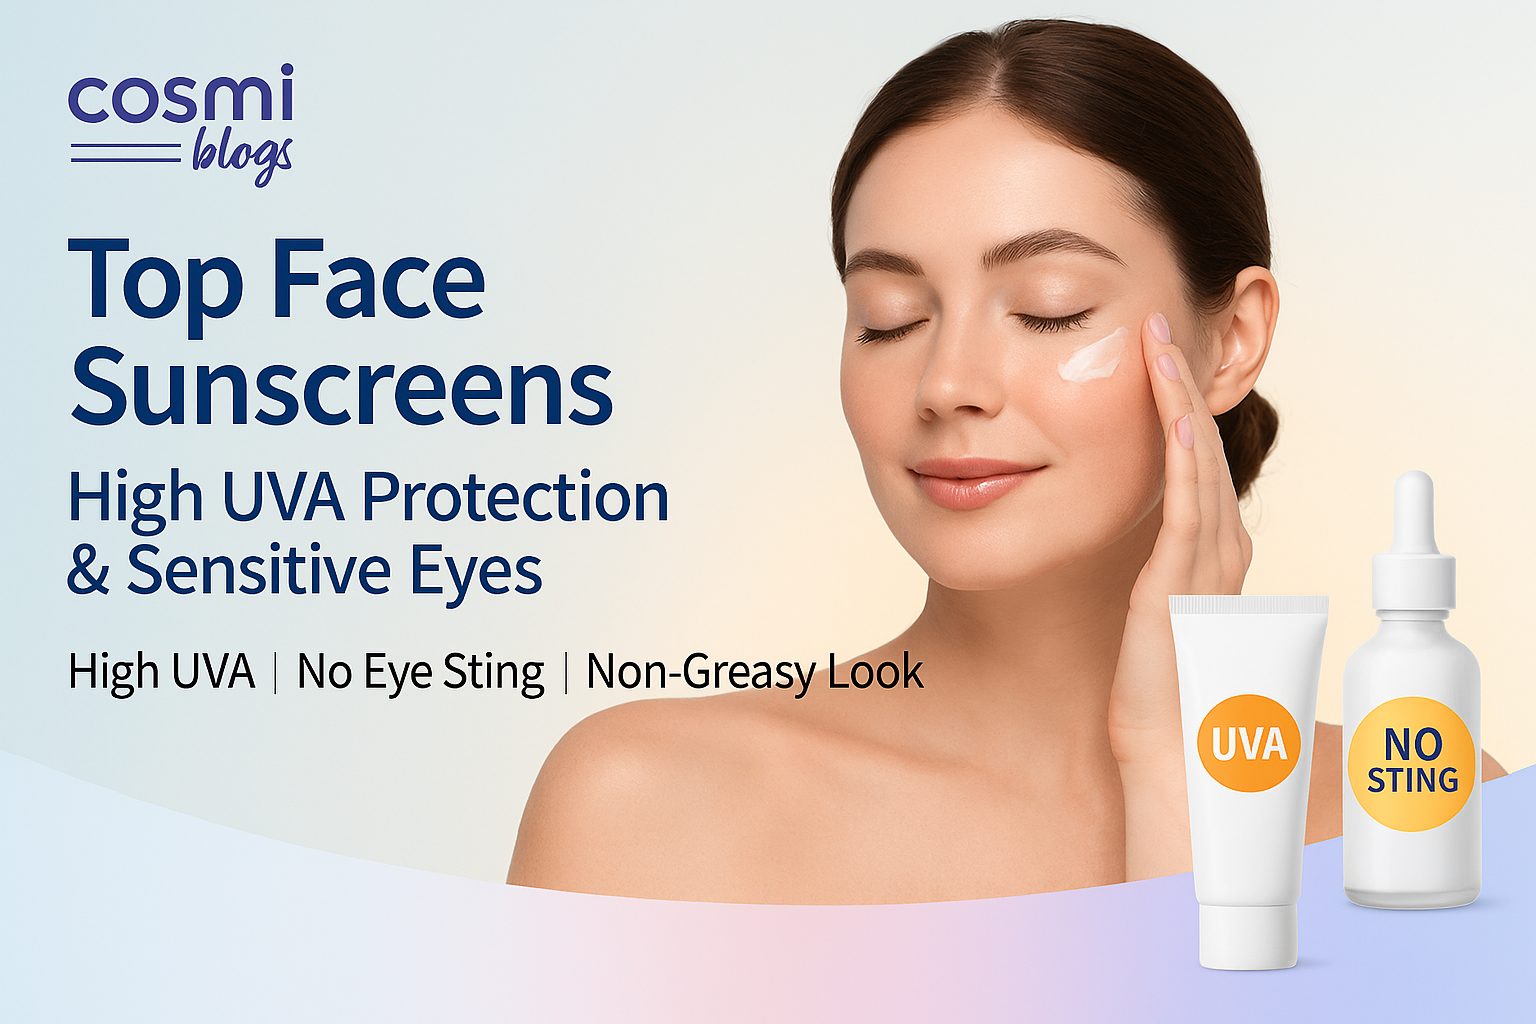 cosmi
blogs
Top Face
Sunscreens
High UVA Protection
& Sensitive Eyes
High UVA | No Eye Sting | Non-Greasy Look
UVA
NO
STING